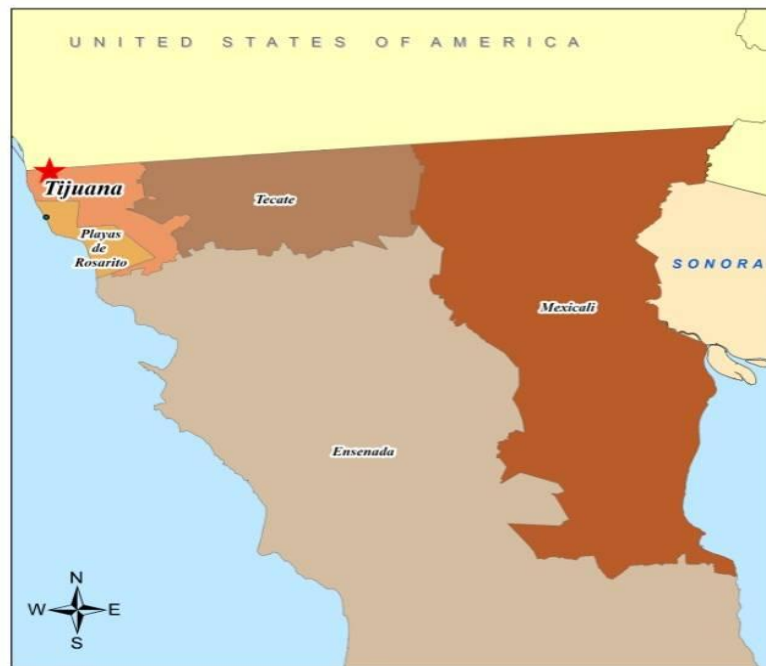 UNITED STATES OF AMERICA
Tijuana
Tecate
Playas
de
Rosarito
SONORA
Mexicali
Ensenada
N
W E
S